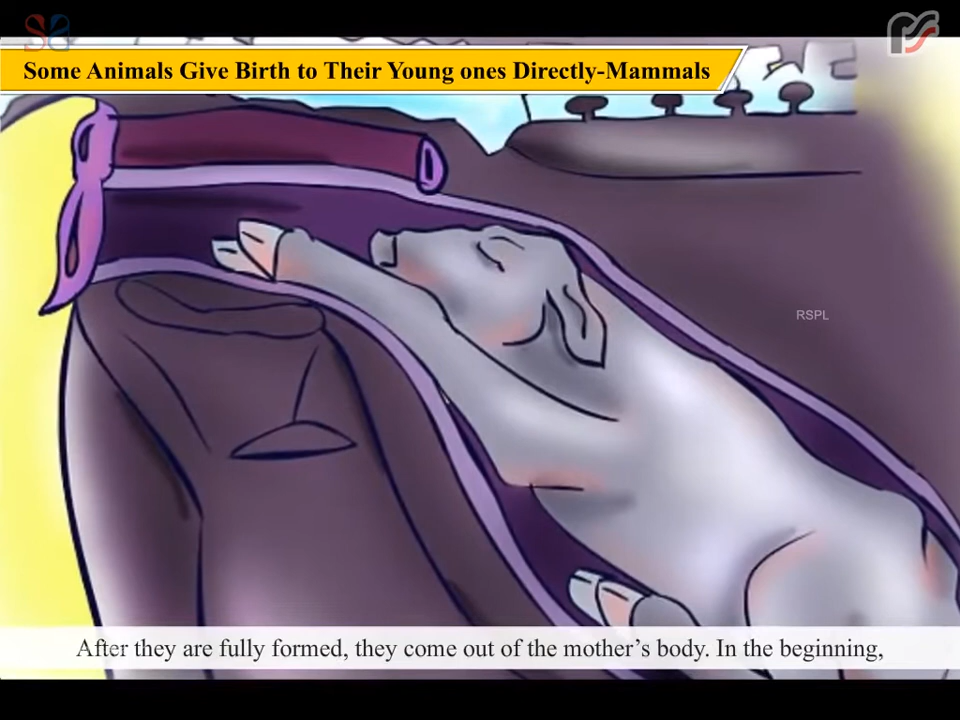 Some Animals Give Birth to Their Young ones Directly-Mammals
RSPL
After they are fully formed, they come out of the mother’s body. In the beginning,